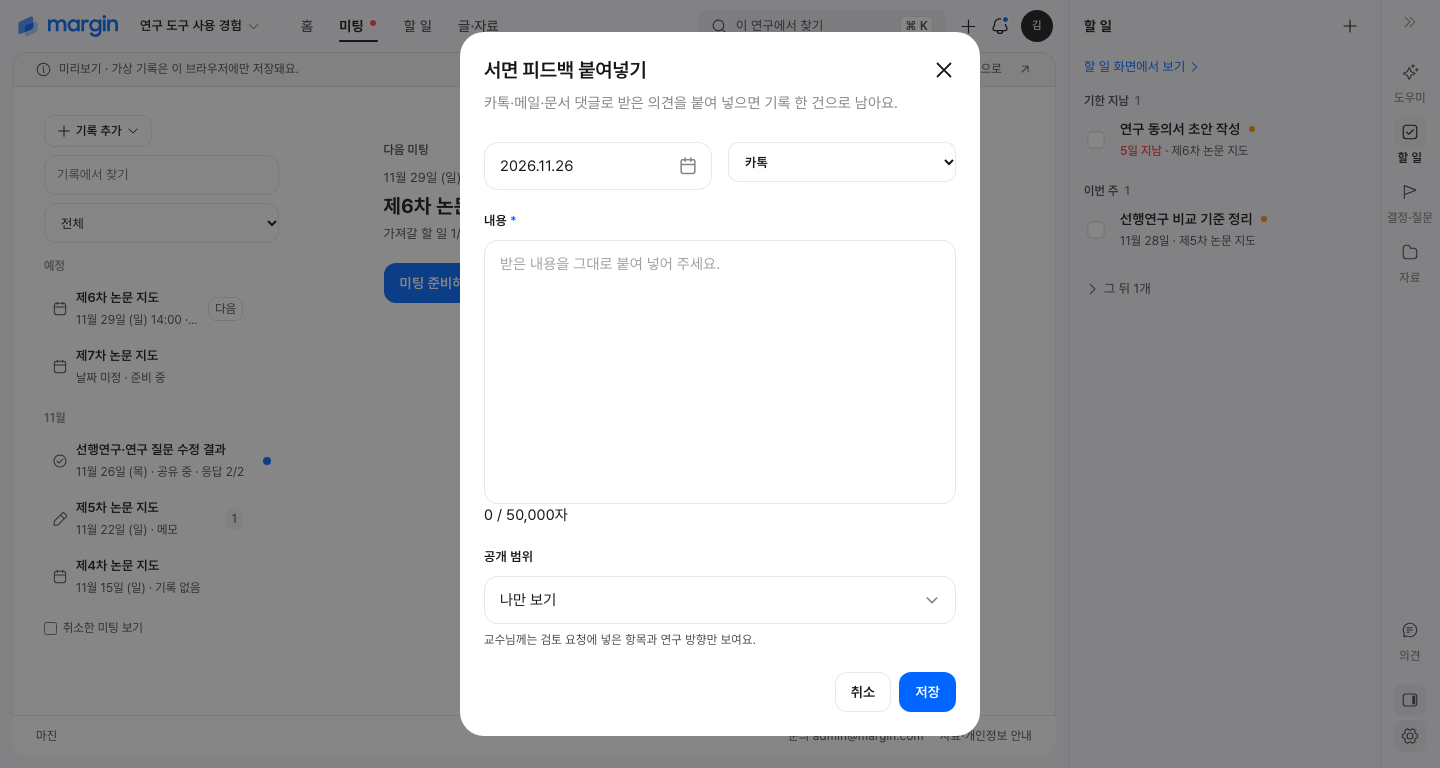 margin
연구 도구 사용 경험
홈
미팅
할 일
글·자료
이 연구에서 찾기
⌘ K
김
미리보기 · 가상 기록은 이 브라우저에만 저장돼요.
으로
기록 추가
기록에서 찾기
전체
예정
제6차 논문 지도
11월 29일 (일) 14:00 ·...
다음
제7차 논문 지도
날짜 미정 · 준비 중
11월
선행연구·연구 질문 수정 결과
11월 26일 (목) · 공유 중 · 응답 2/2
제5차 논문 지도
11월 22일 (일) · 메모
1
제4차 논문 지도
11월 15일 (일) · 기록 없음
취소한 미팅 보기
다음 미팅
11월 29일 (일)
제6차 논문
가져갈 할 일 1/
미팅 준비하
서면 피드백 붙여넣기
카톡·메일·문서 댓글로 받은 의견을 붙여 넣으면 기록 한 건으로 남아요.
2026.11.26
카톡
내용 *
받은 내용을 그대로 붙여 넣어 주세요.
0 / 50,000자
공개 범위
나만 보기
교수님께는 검토 요청에 넣은 항목과 연구 방향만 보여요.
취소
저장
할 일
할 일 화면에서 보기
기한 지남 1
연구 동의서 초안 작성
5일 지남 · 제6차 논문 지도
이번 주 1
선행연구 비교 기준 정리
11월 28일 · 제5차 논문 지도
그 뒤 1개
도우미
할 일
결정·질문
자료
의견
마진
문의 admin@margin.com
자료·개인정보 안내